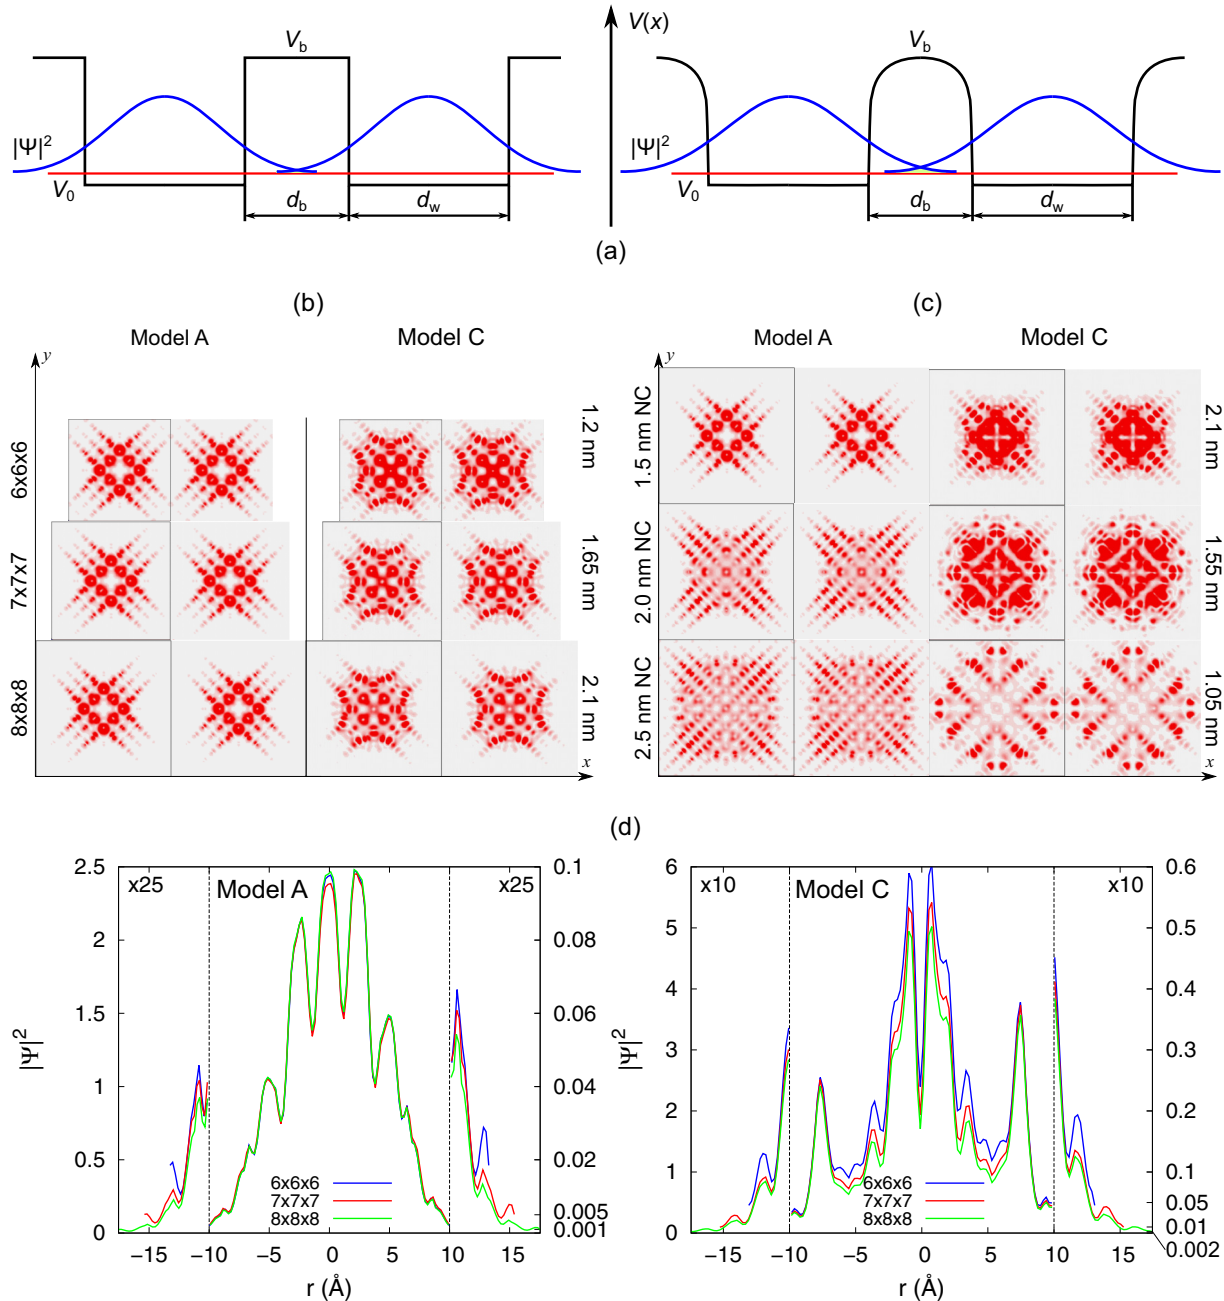 V(x)
V_b
V_b
|Ψ|²
|Ψ|²
V_0
V_0
d_b
d_w
d_b
d_w
(a)
(b)
(c)
Model A
Model C
Model A
Model C
y
y
6x6x6
1.2 nm
1.5 nm NC
2.1 nm
7x7x7
1.65 nm
2.0 nm NC
1.55 nm
8x8x8
2.1 nm
2.5 nm NC
1.05 nm
x
x
(d)
2.5
2
1.5
1
0.5
0
|Ψ|²
x25
Model A
x25
0.1
0.08
0.06
0.04
0.02
0.005
0.001
6x6x6
7x7x7
8x8x8
−15 −10 −5 0 5 10 15
r (Å)
6
5
4
3
2
1
0
|Ψ|²
x10
Model C
x10
0.6
0.5
0.4
0.3
0.2
0.1
0.05
0.01
0.002
6x6x6
7x7x7
8x8x8
−15 −10 −5 0 5 10 15
r (Å)